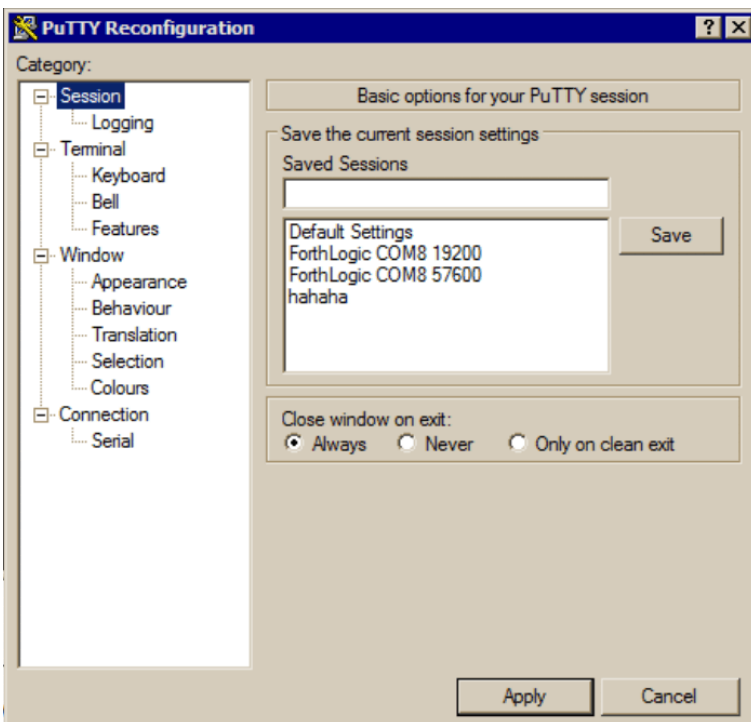 PuTTY Reconfiguration
?
X
Category:
Session
Logging
Terminal
Keyboard
Bell
Features
Window
Appearance
Behaviour
Translation
Selection
Colours
Connection
Serial
Basic options for your PuTTY session
Save the current session settings
Saved Sessions
Default Settings
ForthLogic COM8 19200
ForthLogic COM8 57600
hahaha
Save
Close window on exit:
Always Never Only on clean exit
Apply Cancel